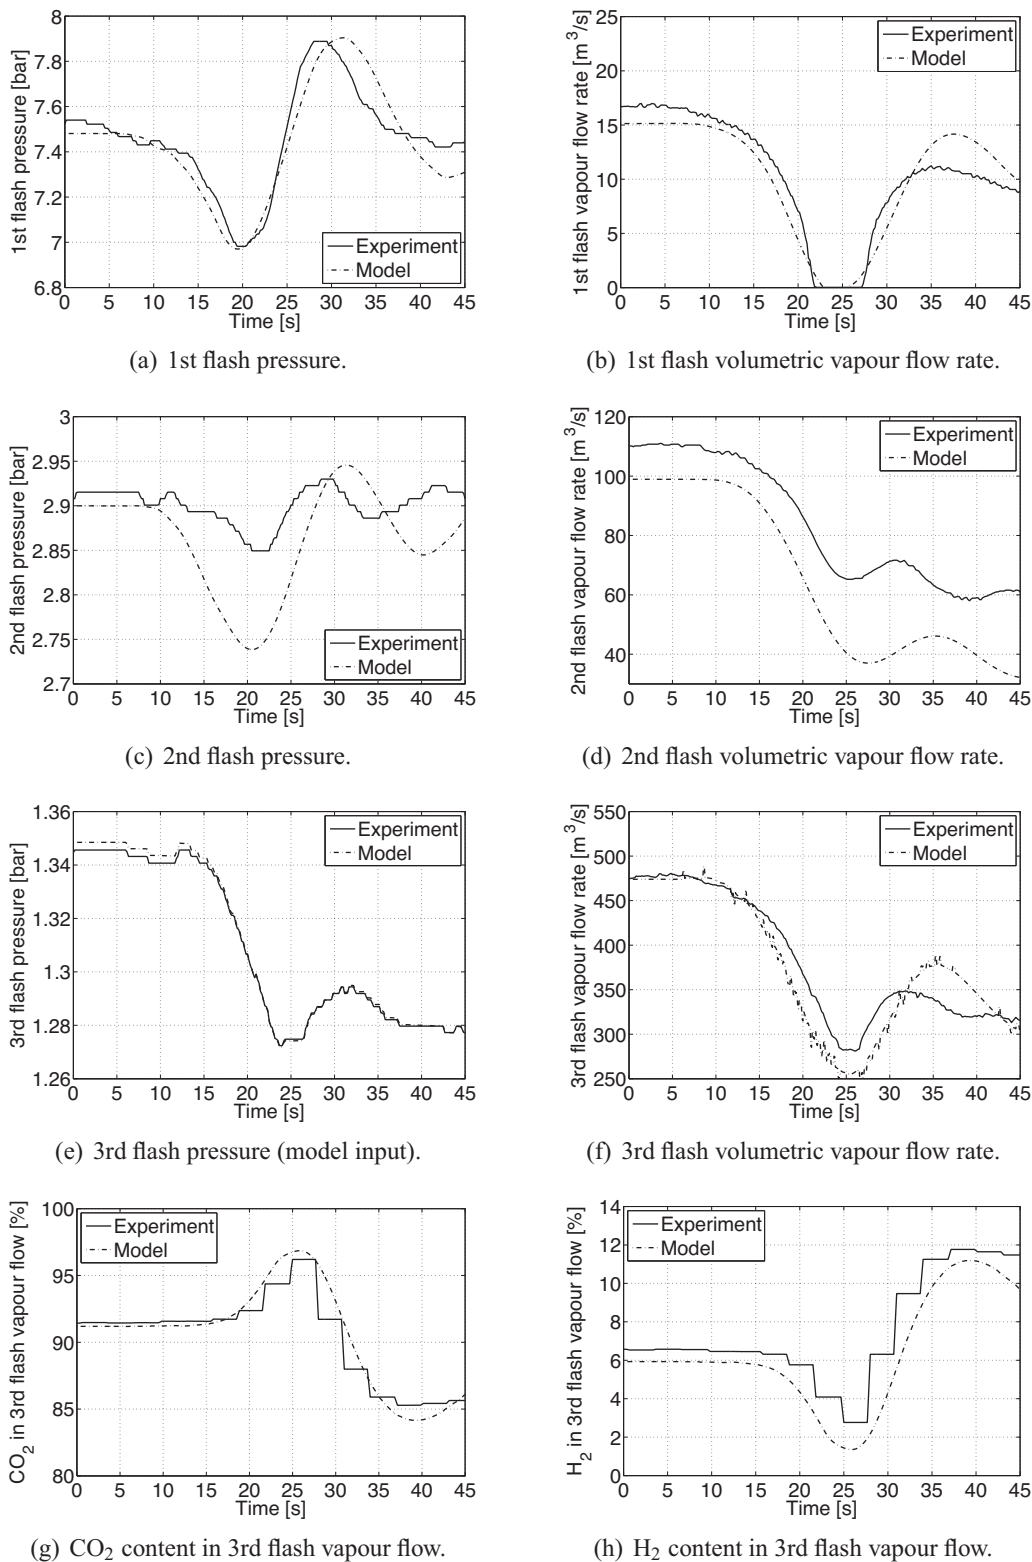 8
7.8
7.6
7.4
7.2
7
6.8
1st flash pressure [bar]
Experiment
Model
0 5 10 15 20 25 30 35 40 45
Time [s]
(a) 1st flash pressure.
25
20
15
10
5
0
1st flash vapour flow rate [m³/s]
Experiment
Model
0 5 10 15 20 25 30 35 40 45
Time [s]
(b) 1st flash volumetric vapour flow rate.
3
2.95
2.9
2.85
2.8
2.75
2.7
2nd flash pressure [bar]
Experiment
Model
0 5 10 15 20 25 30 35 40 45
Time [s]
(c) 2nd flash pressure.
120
100
80
60
40
2nd flash vapour flow rate [m³/s]
Experiment
Model
0 5 10 15 20 25 30 35 40 45
Time [s]
(d) 2nd flash volumetric vapour flow rate.
1.36
1.34
1.32
1.3
1.28
1.26
3rd flash pressure [bar]
Experiment
Model
0 5 10 15 20 25 30 35 40 45
Time [s]
(e) 3rd flash pressure (model input).
550
500
450
400
350
300
250
3rd flash vapour flow rate [m³/s]
Experiment
Model
0 5 10 15 20 25 30 35 40 45
Time [s]
(f) 3rd flash volumetric vapour flow rate.
100
95
90
85
80
CO₂ in 3rd flash vapour flow [%]
Experiment
Model
0 5 10 15 20 25 30 35 40 45
Time [s]
(g) CO₂ content in 3rd flash vapour flow.
14
12
10
8
6
4
2
0
H₂ in 3rd flash vapour flow [%]
Experiment
Model
0 5 10 15 20 25 30 35 40 45
Time [s]
(h) H₂ content in 3rd flash vapour flow.